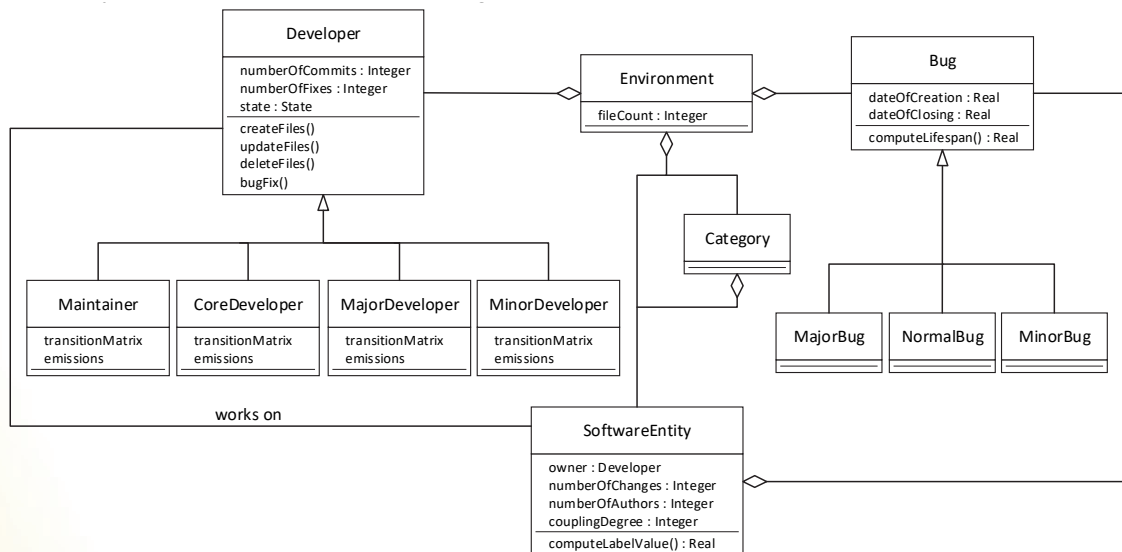 Developer
numberOfCommits : Integer
numberOfFixes : Integer
state : State
createFiles()
updateFiles()
deleteFiles()
bugFix()
Environment
fileCount : Integer
Bug
dateOfCreation : Real
dateOfClosing : Real
computeLifespan() : Real
Category
Maintainer
transitionMatrix
emissions
CoreDeveloper
transitionMatrix
emissions
MajorDeveloper
transitionMatrix
emissions
MinorDeveloper
transitionMatrix
emissions
MajorBug
NormalBug
MinorBug
works on
SoftwareEntity
owner : Developer
numberOfChanges : Integer
numberOfAuthors : Integer
couplingDegree : Integer
computeLabelValue() : Real